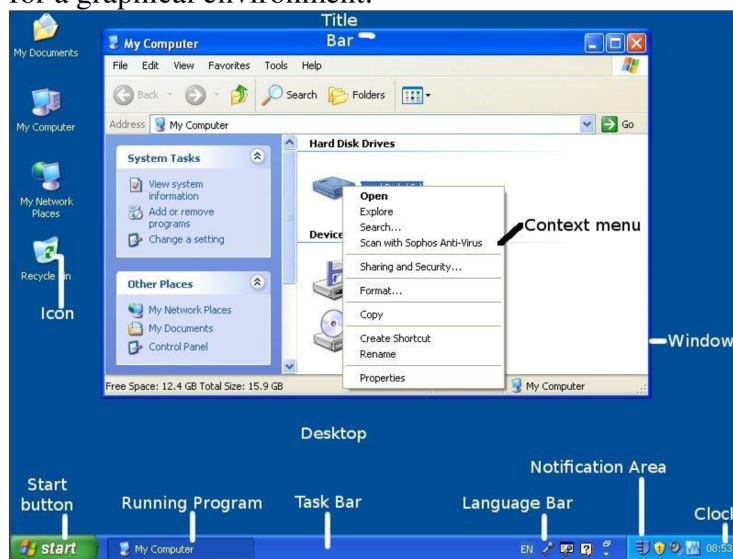 for a graphical environment.
Title
Bar
My Documents
My Computer
File Edit View Favorites Tools Help
Back Search Folders
My Computer
Address My Computer Go
Hard Disk Drives
System Tasks
View system
information
Add or remove
programs
Change a setting
My Network
Places
Open
Explore
Search...
Scan with Sophos Anti-Virus
Sharing and Security...
Format...
Copy
Create Shortcut
Rename
Properties
Context menu
Device
Recycle Bin
Icon
Other Places
My Network Places
My Documents
Control Panel
Window
Free Space: 12.4 GB Total Size: 15.9 GB
My Computer
Desktop
Notification Area
Start
button
Running Program
Task Bar
Language Bar
Clock
start
My Computer
EN
08:53